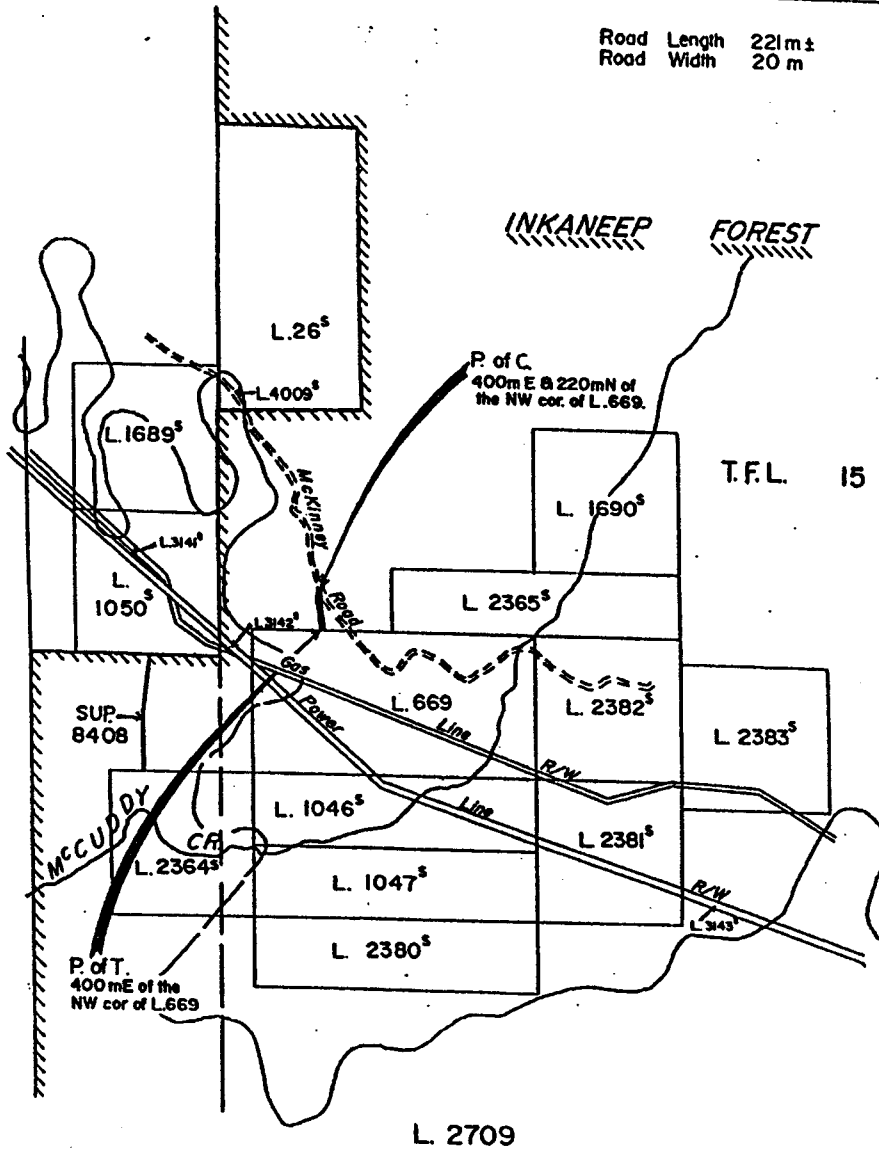 Road Length 221m±
Road Width 20 m
INKANEEP FOREST
L.26ˢ
P. of C.
400m E & 220mN of
the NW cor. of L.669.
L.4009ˢ
L.1689ˢ
McKinney
Road
T.F.L. 15
L. 1690ˢ
L.3141ˢ
L.
1050ˢ
L. 2365ˢ
L.3142ˢ
Gas
Line
R/W
L. 669
L. 2382ˢ
SUP.
8408
Power
Line
R/W
L. 2383ˢ
L. 1046ˢ
McCUDDY
CR.
L. 2381ˢ
L. 2364ˢ
L. 1047ˢ
L. 3143ˢ
L. 2380ˢ
P. of T.
400 mE of the
NW cor of L.669
L. 2709